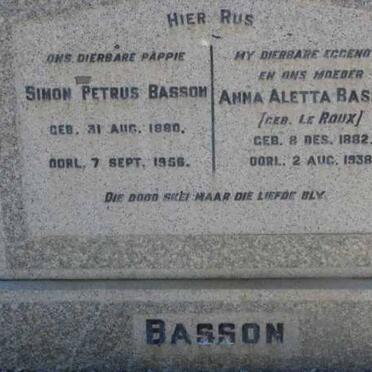 HIER RUS
ONS DIERBARE PAPPIE
SIMON PETRUS BASSON
GEB. 31 AUG. 1880.
OORL. 7 SEPT. 1956.
MY DIERBARE EGGENO
EN ONS MOEDER
ANNA ALETTA BAS
[GEB. LE ROUX]
GEB. 8 DES. 1882.
OORL. 2 AUG. 1938
DIE DOOD SKEI MAAR DIE LIEFDE BLY.
BASSON